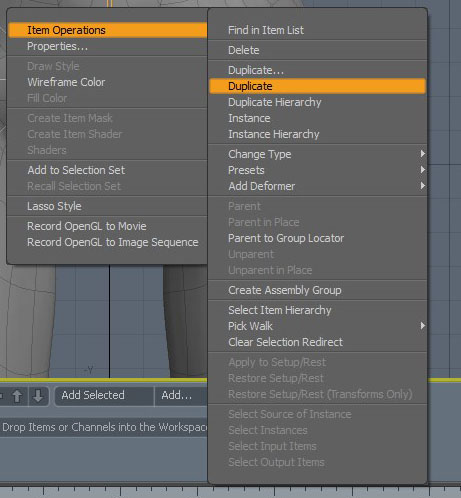 Item Operations
Properties...
Draw Style
Wireframe Color
Fill Color
Create Item Mask
Create Item Shader
Shaders
Add to Selection Set
Recall Selection Set
Lasso Style
Record OpenGL to Movie
Record OpenGL to Image Sequence
Find in Item List
Delete
Duplicate...
Duplicate
Duplicate Hierarchy
Instance
Instance Hierarchy
Change Type
Presets
Add Deformer
Parent
Parent in Place
Parent to Group Locator
Unparent
Unparent in Place
Create Assembly Group
Select Item Hierarchy
Pick Walk
Clear Selection Redirect
Apply to Setup/Rest
Restore Setup/Rest
Restore Setup/Rest (Transforms Only)
Select Source of Instance
Select Instances
Select Input Items
Select Output Items
-Y
Add Selected
Add...
Drop Items or Channels into the Workspace